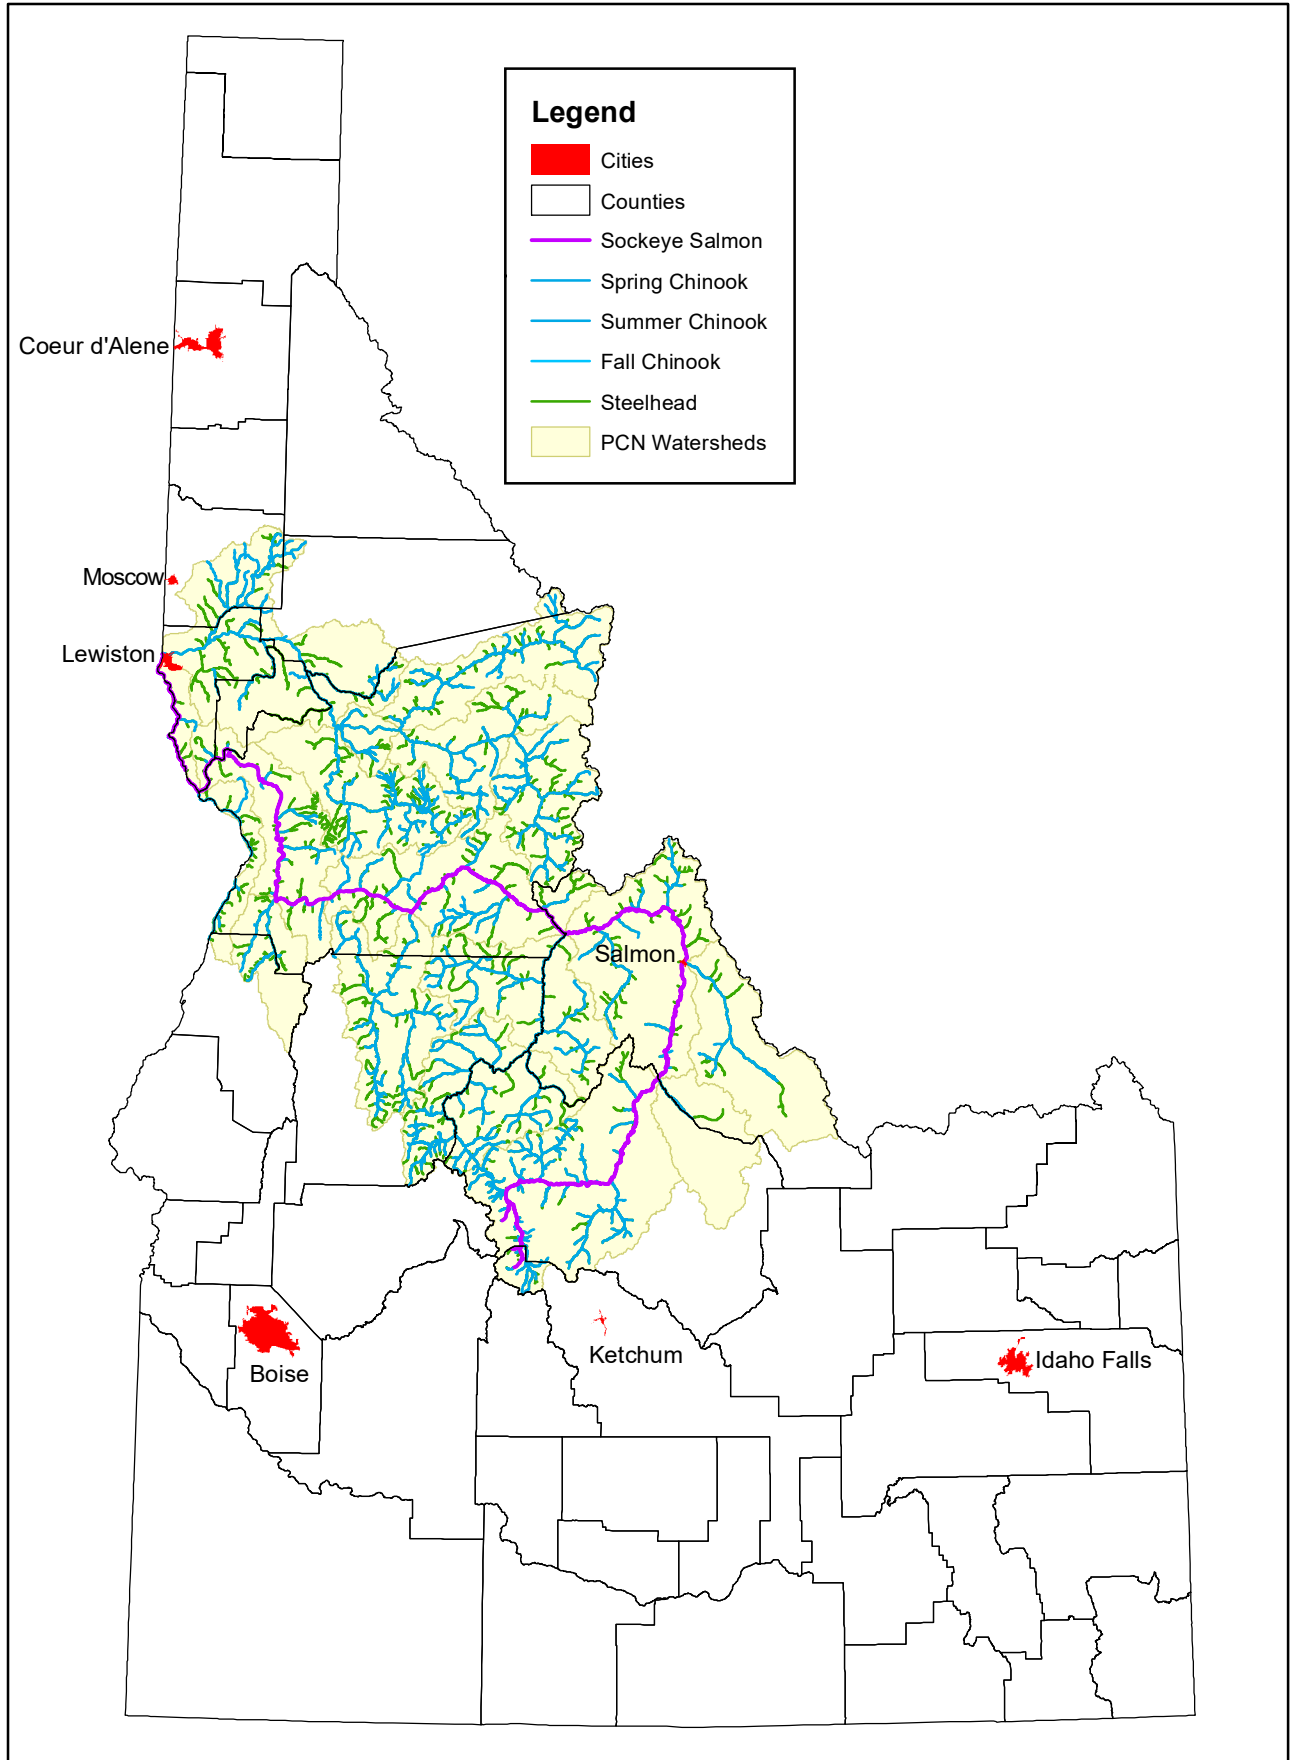 Legend
Cities
Counties
Sockeye Salmon
Spring Chinook
Summer Chinook
Fall Chinook
Steelhead
PCN Watersheds
Coeur d'Alene
Moscow
Lewiston
Salmon
Boise
Ketchum
Idaho Falls